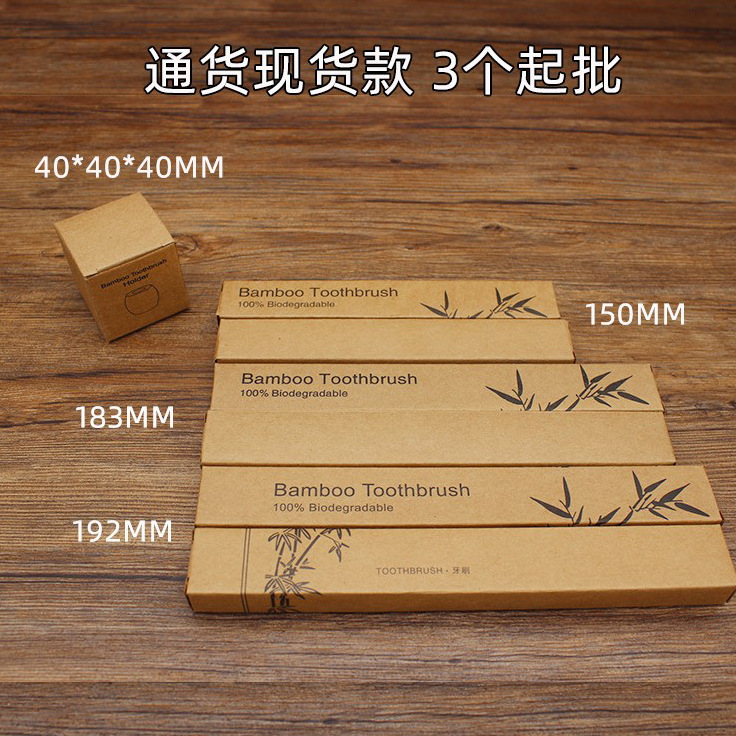 通货现货款 3个起批
40*40*40MM
Bamboo Toothbrush
Holder
Bamboo Toothbrush
100% Biodegradable
150MM
Bamboo Toothbrush
100% Biodegradable
183MM
Bamboo Toothbrush
100% Biodegradable
192MM
TOOTHBRUSH · 牙刷